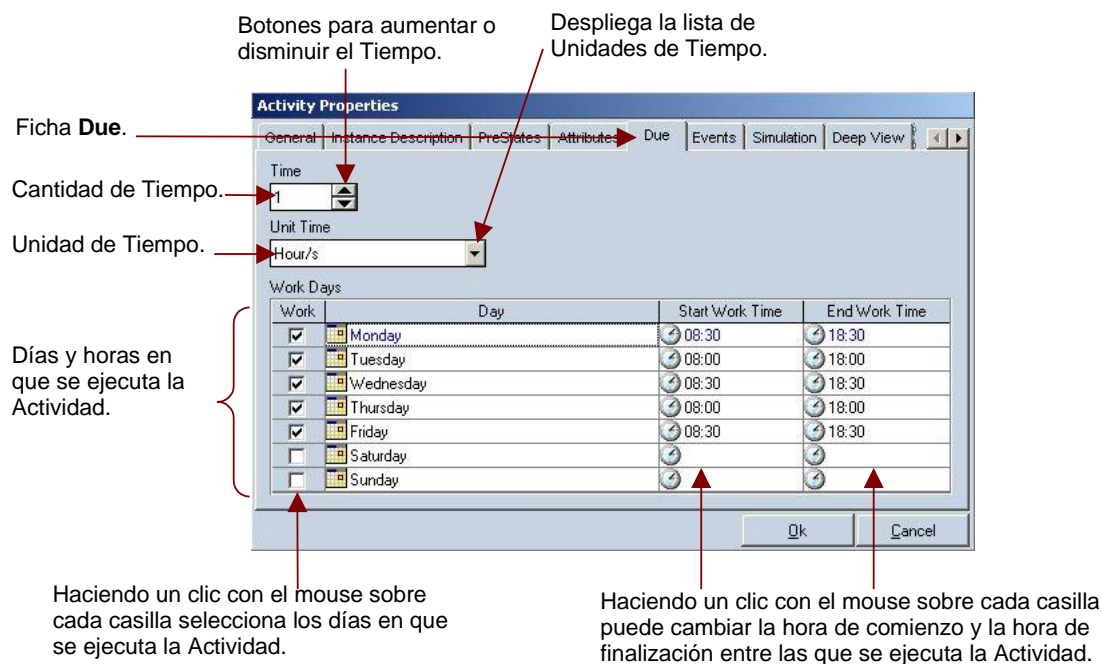 Botones para aumentar o
disminuir el Tiempo.
Despliega la lista de
Unidades de Tiempo.
Activity Properties
General Instance Description PreStates Attributes Due Events Simulation Deep View
Ficha Due.
Time
Cantidad de Tiempo.
1
Unit Time
Unidad de Tiempo.
Hour/s
Work Days
Work Day Start Work Time End Work Time
Monday 08:30 18:30
Tuesday 08:00 18:00
Wednesday 08:30 18:30
Thursday 08:00 18:00
Friday 08:30 18:30
Saturday
Sunday
Días y horas en
que se ejecuta la
Actividad.
Ok Cancel
Haciendo un clic con el mouse sobre
cada casilla selecciona los días en que
se ejecuta la Actividad.
Haciendo un clic con el mouse sobre cada casilla
puede cambiar la hora de comienzo y la hora de
finalización entre las que se ejecuta la Actividad.